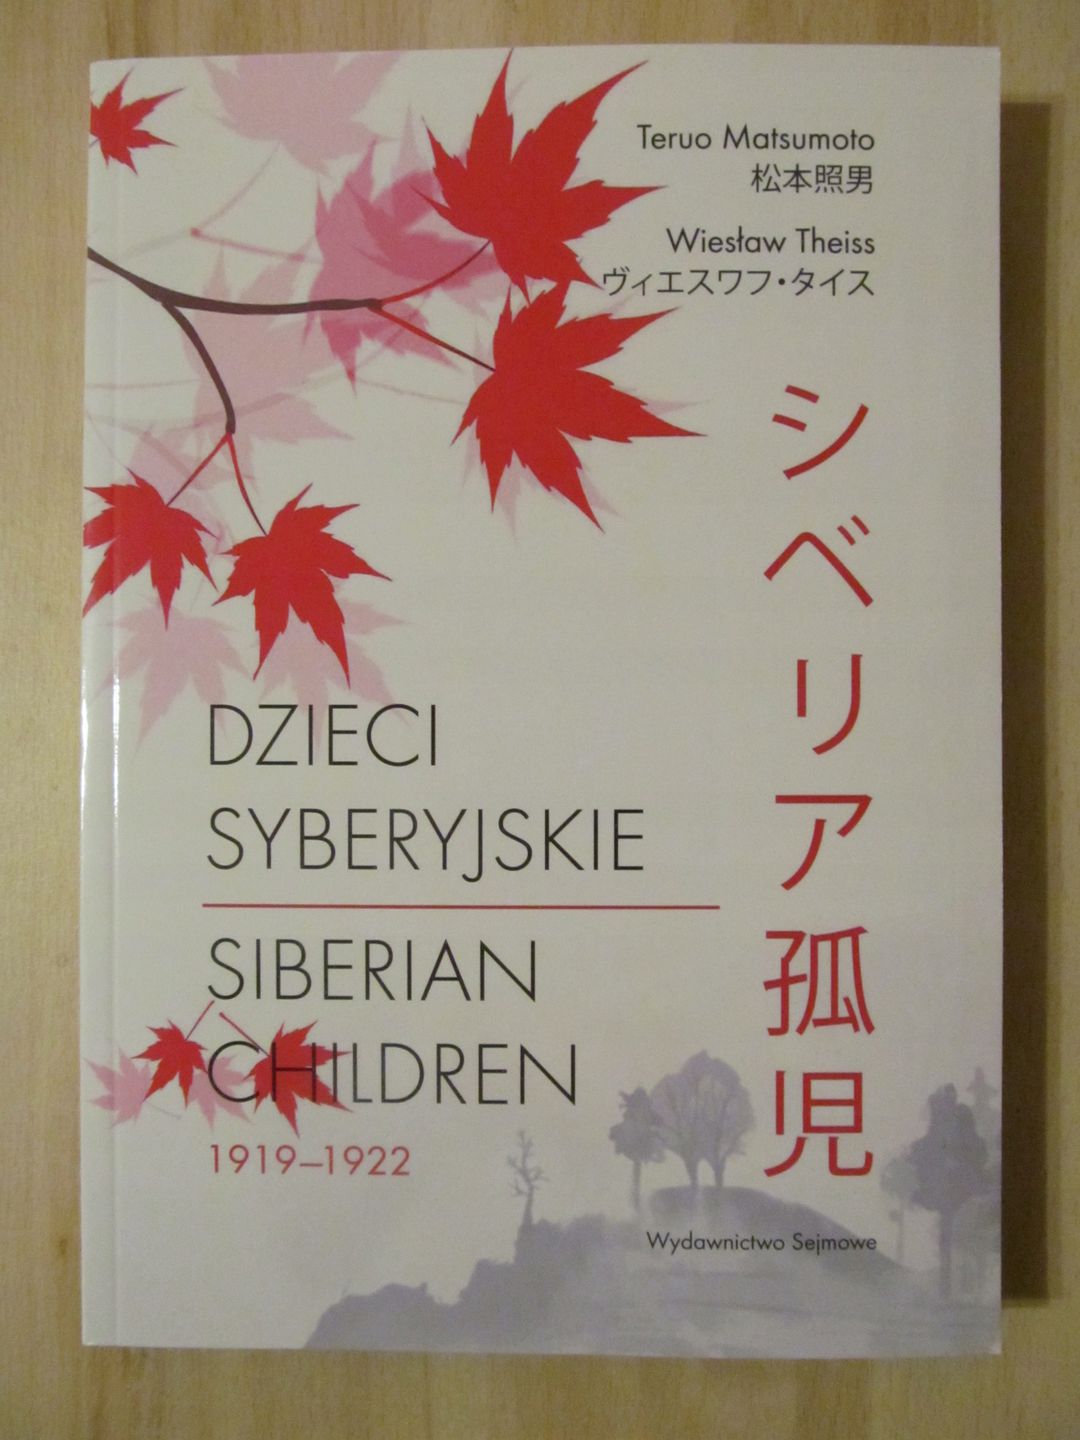 Teruo Matsumoto
松本照男
Wiesław Theiss
ヴィエスワフ・タイス
シベリア孤児
DZIECI
SYBERYJSKIE
SIBERIAN
CHILDREN
1919–1922
Wydawnictwo Sejmowe